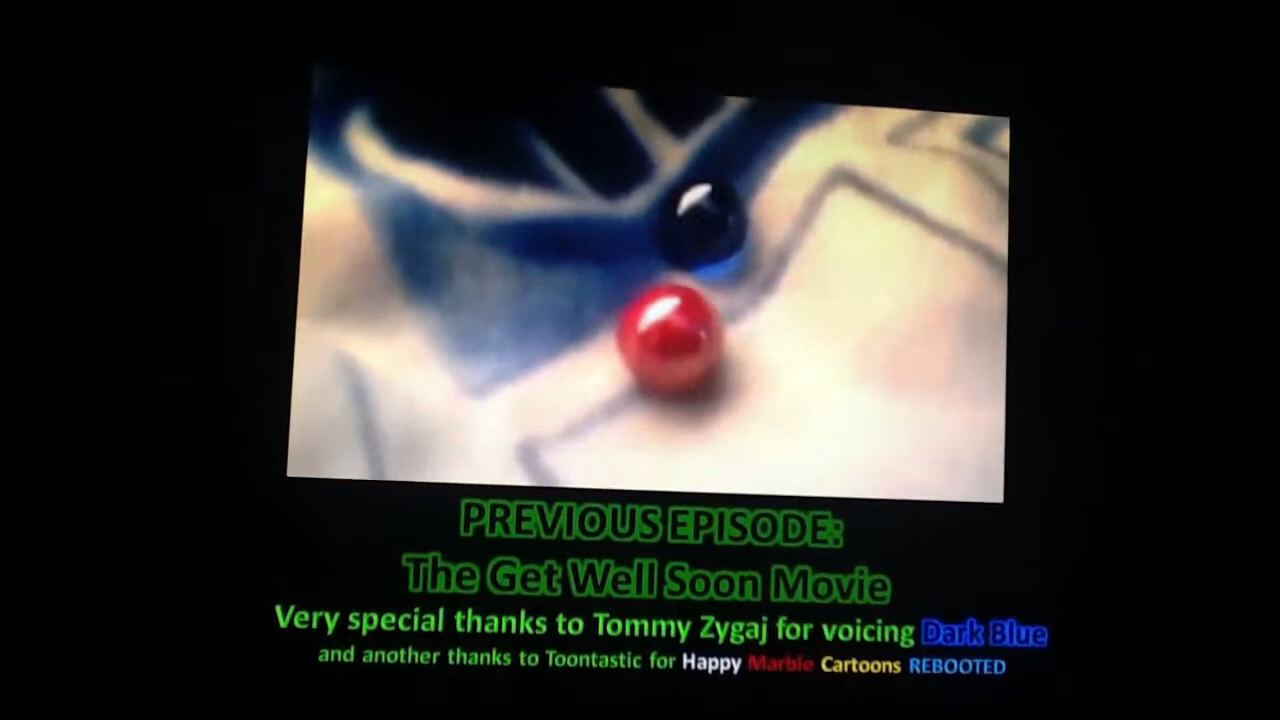 PREVIOUS EPISODE:
The Get Well Soon Movie
Very special thanks to Tommy Zygaj for voicing Dark Blue
and another thanks to Toontastic for Happy Marble Cartoons REBOOTED